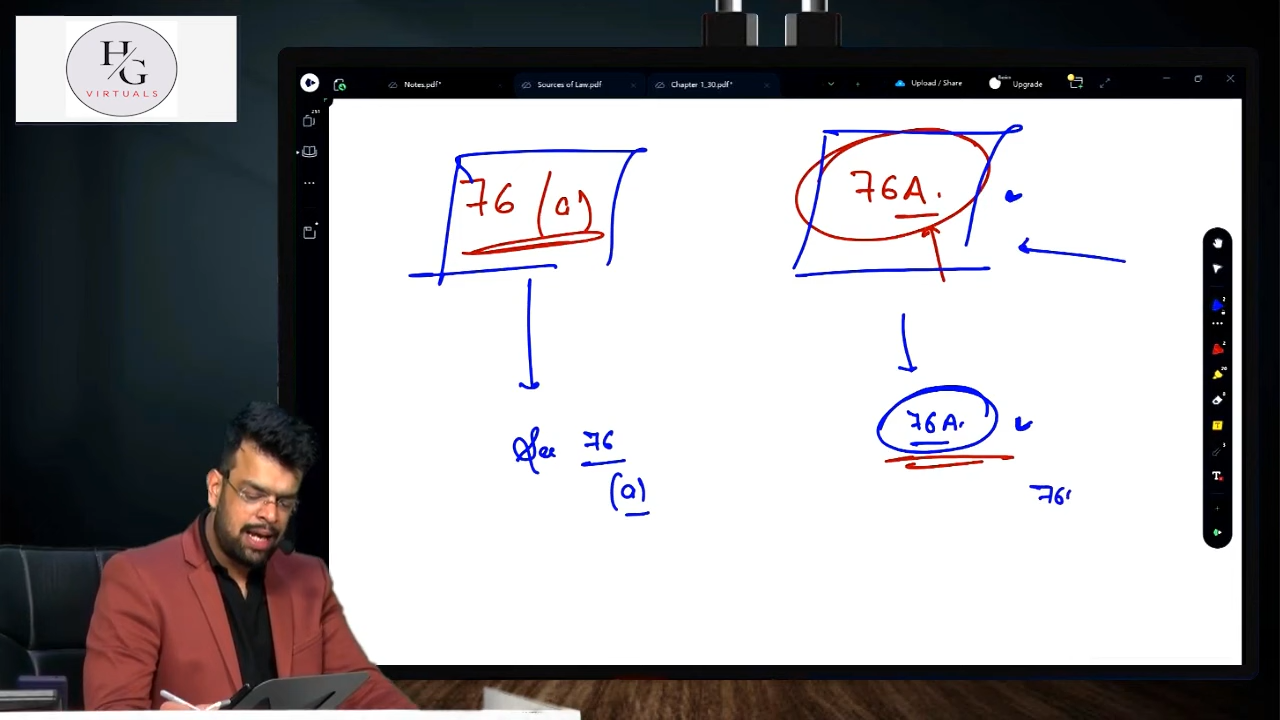 H/G
VIRTUALS
Notes.pdf*
Sources of Law.pdf
Chapter 1_30.pdf*
Upload / Share
Upgrade
76 (a)
76A.
Sec 76
(a)
76A.
76